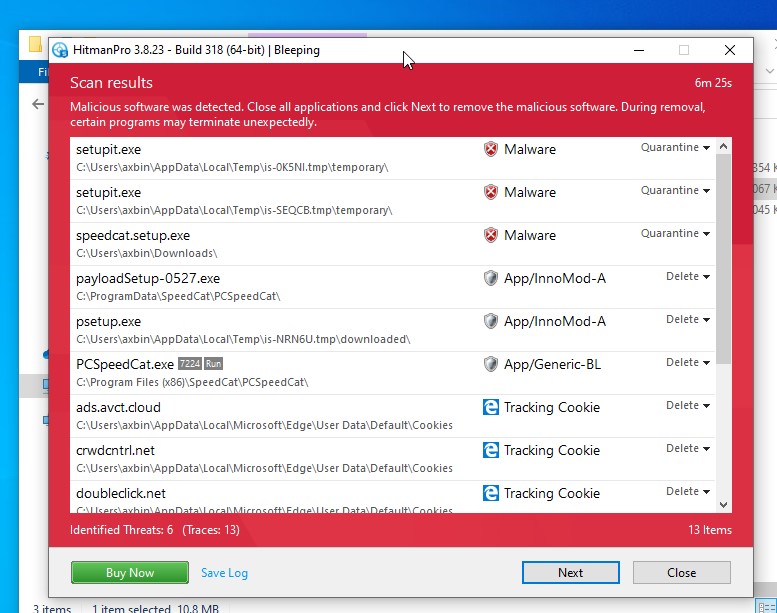 HitmanPro 3.8.23 - Build 318 (64-bit) | Bleeping
Fi
Scan results
6m 25s
Malicious software was detected. Close all applications and click Next to remove the malicious software. During removal,
certain programs may terminate unexpectedly.
setupit.exe Malware Quarantine
C:\Users\axbin\AppData\Local\Temp\is-0K5NI.tmp\temporary\
setupit.exe Malware Quarantine
C:\Users\axbin\AppData\Local\Temp\is-SEQCB.tmp\temporary\
speedcat.setup.exe Malware Quarantine
C:\Users\axbin\Downloads\
payloadSetup-0527.exe App/InnoMod-A Delete
C:\ProgramData\SpeedCat\PCSpeedCat\
psetup.exe App/InnoMod-A Delete
C:\Users\axbin\AppData\Local\Temp\is-NRN6U.tmp\downloaded\
PCSpeedCat.exe 7224 Run App/Generic-BL Delete
C:\Program Files (x86)\SpeedCat\PCSpeedCat\
ads.avct.cloud Tracking Cookie Delete
C:\Users\axbin\AppData\Local\Microsoft\Edge\User Data\Default\Cookies
crwdcntrl.net Tracking Cookie Delete
C:\Users\axbin\AppData\Local\Microsoft\Edge\User Data\Default\Cookies
doubleclick.net Tracking Cookie Delete
C:\Users\axbin\AppData\Local\Microsoft\Edge\User Data\Default\Cookies
354 K
067 K
045 K
Identified Threats: 6 (Traces: 13)
13 Items
Buy Now Save Log Next Close
3 items 1 item selected 10.8 MB